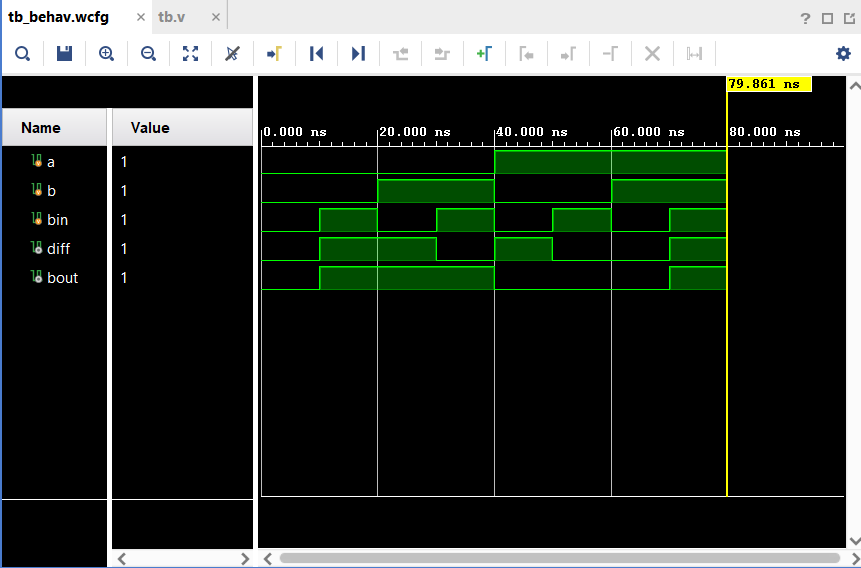 tb_behav.wcfg × tb.v ×
79.861 ns
Name Value
0.000 ns 20.000 ns 40.000 ns 60.000 ns 80.000 ns
a 1
b 1
bin 1
diff 1
bout 1